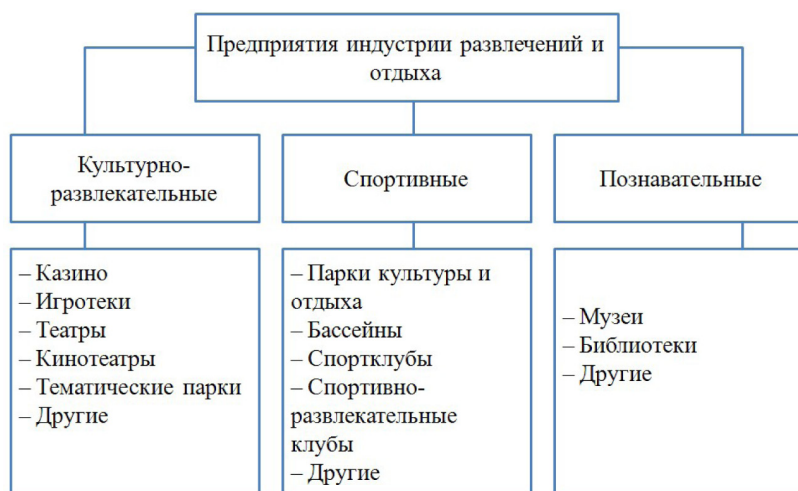 Предприятия индустрии развлечений и
отдыха
Культурно-
развлекательные
Спортивные
Познавательные
– Казино
– Игротеки
– Театры
– Кинотеатры
– Тематические парки
– Другие
– Парки культуры и
отдыха
– Бассейны
– Спортклубы
– Спортивно-
развлекательные
клубы
– Другие
– Музеи
– Библиотеки
– Другие